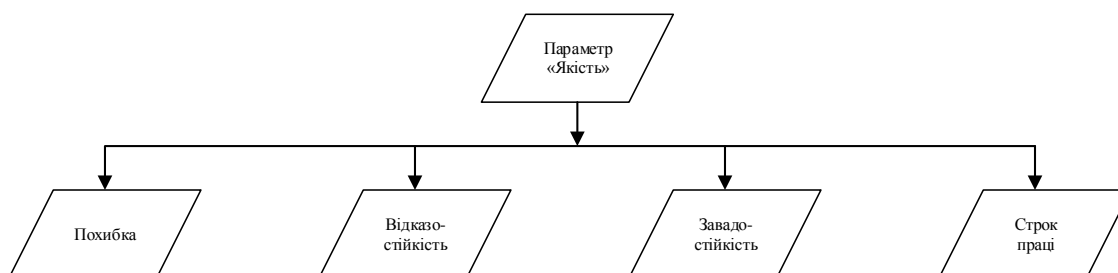 Параметр
«Якість»
Похибка
Відказо-
стійкість
Завадо-
стійкість
Строк
праці